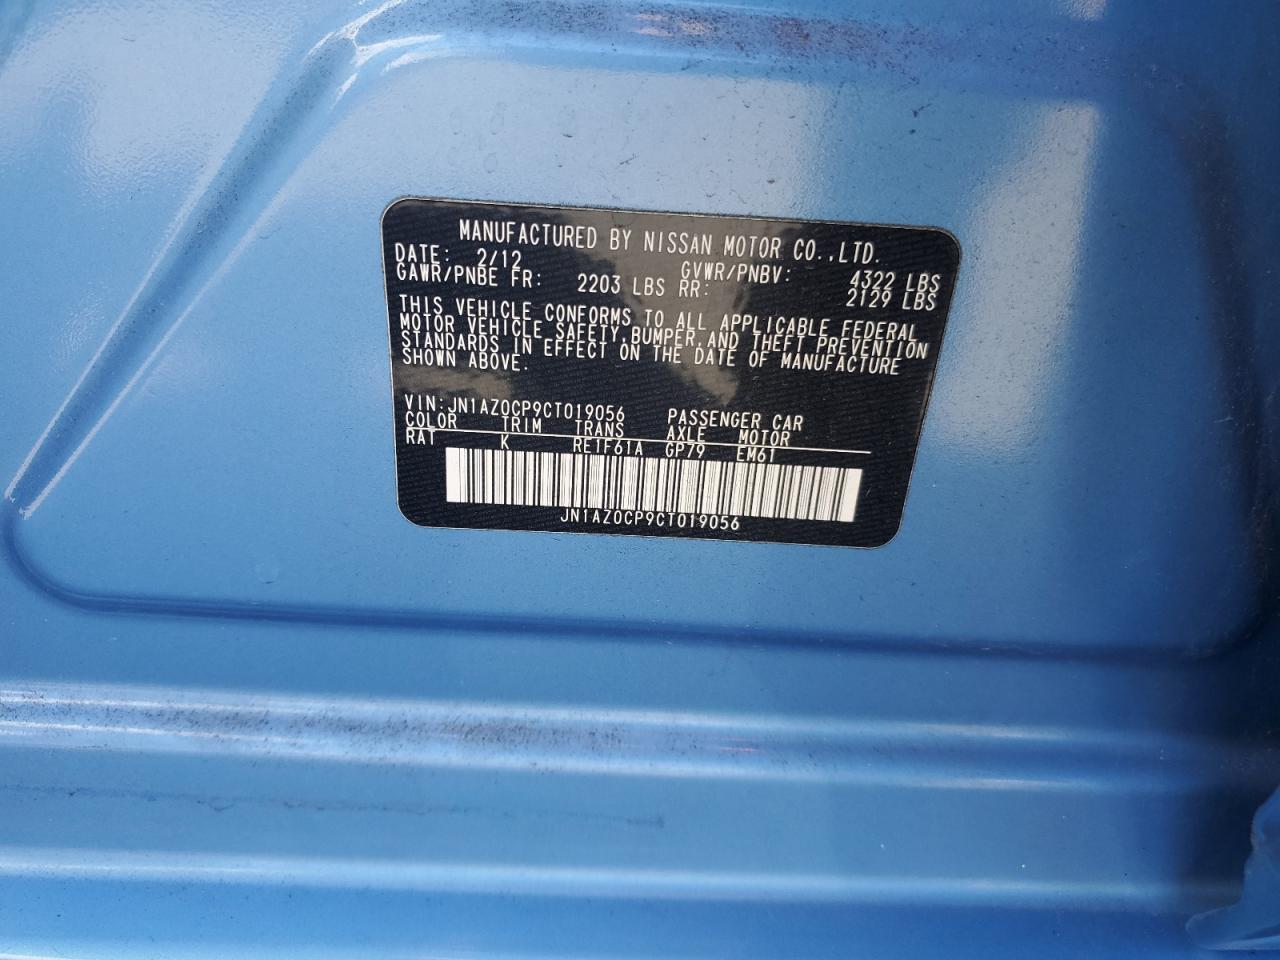 MANUFACTURED BY NISSAN MOTOR CO.,LTD.
DATE: 2/12 GVWR/PNBV: 4322 LBS
GAWR/PNBE FR: 2203 LBS RR: 2129 LBS
THIS VEHICLE CONFORMS TO ALL APPLICABLE FEDERAL
MOTOR VEHICLE SAFETY, BUMPER, AND THEFT PREVENTION
STANDARDS IN EFFECT ON THE DATE OF MANUFACTURE
SHOWN ABOVE.
VIN: JN1AZ0CP9CT019056 PASSENGER CAR
COLOR TRIM TRANS AXLE MOTOR
RAT K RE1F61A GP79 EM61
JN1AZ0CP9CT019056